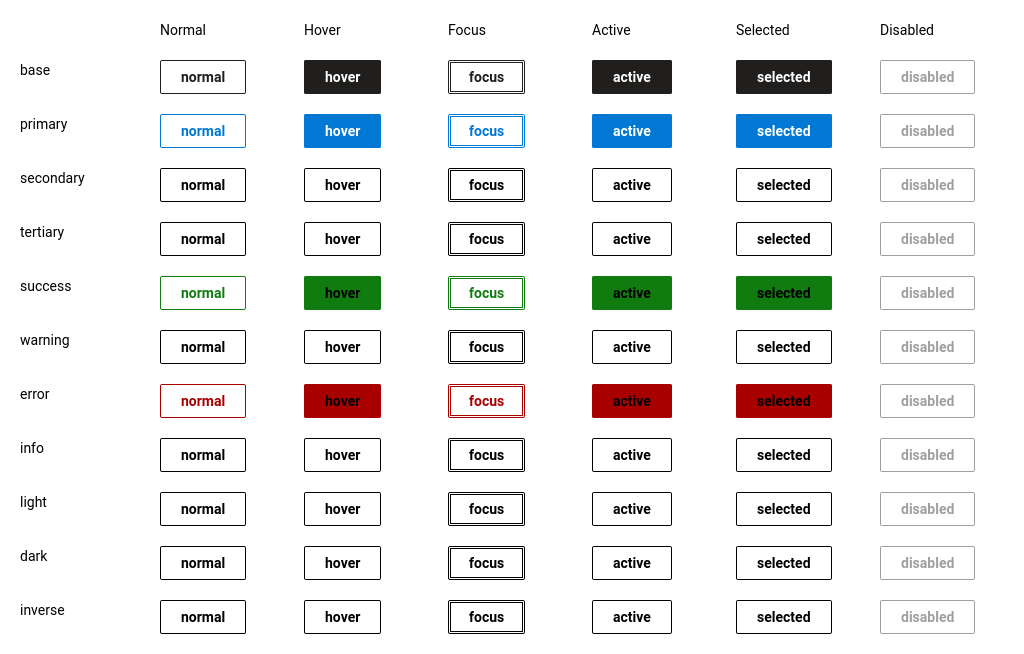 Normal Hover Focus Active Selected Disabled
base normal hover focus active selected disabled
primary normal hover focus active selected disabled
secondary normal hover focus active selected disabled
tertiary normal hover focus active selected disabled
success normal hover focus active selected disabled
warning normal hover focus active selected disabled
error normal hover focus active selected disabled
info normal hover focus active selected disabled
light normal hover focus active selected disabled
dark normal hover focus active selected disabled
inverse normal hover focus active selected disabled